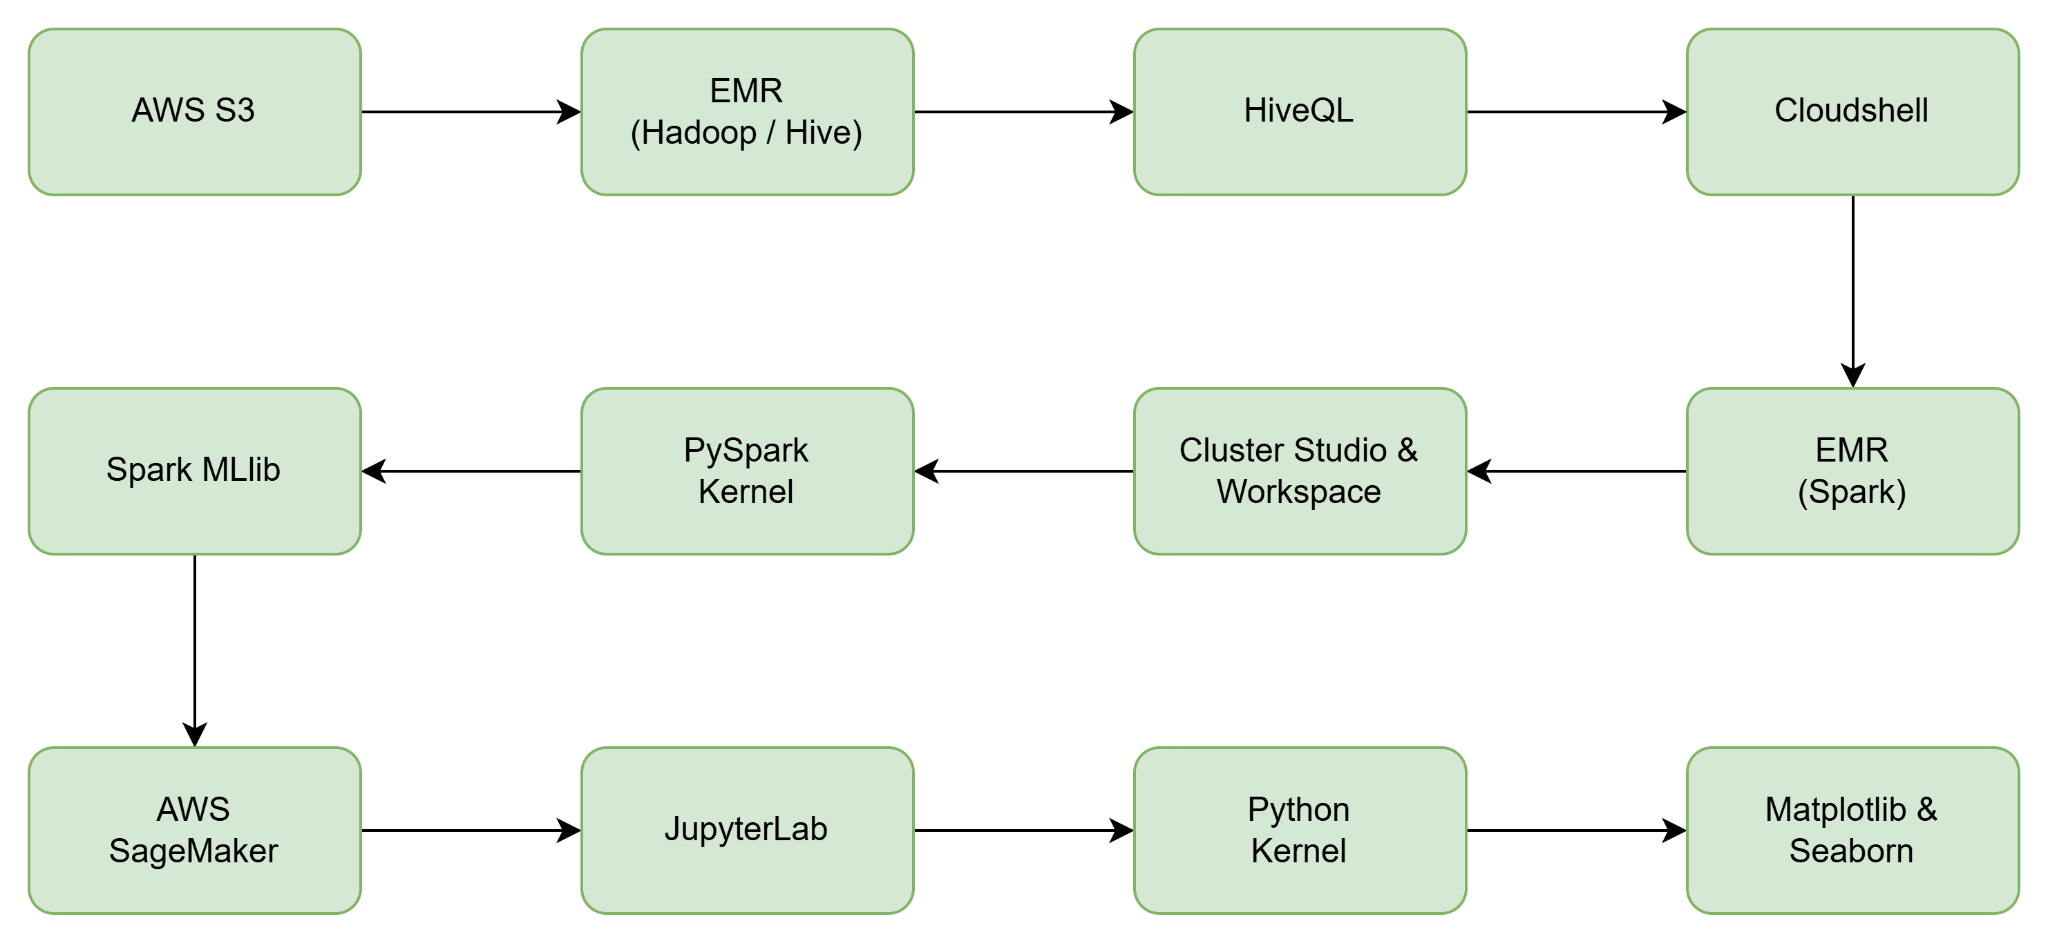 AWS S3
EMR
(Hadoop / Hive)
HiveQL
Cloudshell
EMR
(Spark)
Cluster Studio &
Workspace
PySpark
Kernel
Spark MLlib
AWS
SageMaker
JupyterLab
Python
Kernel
Matplotlib &
Seaborn